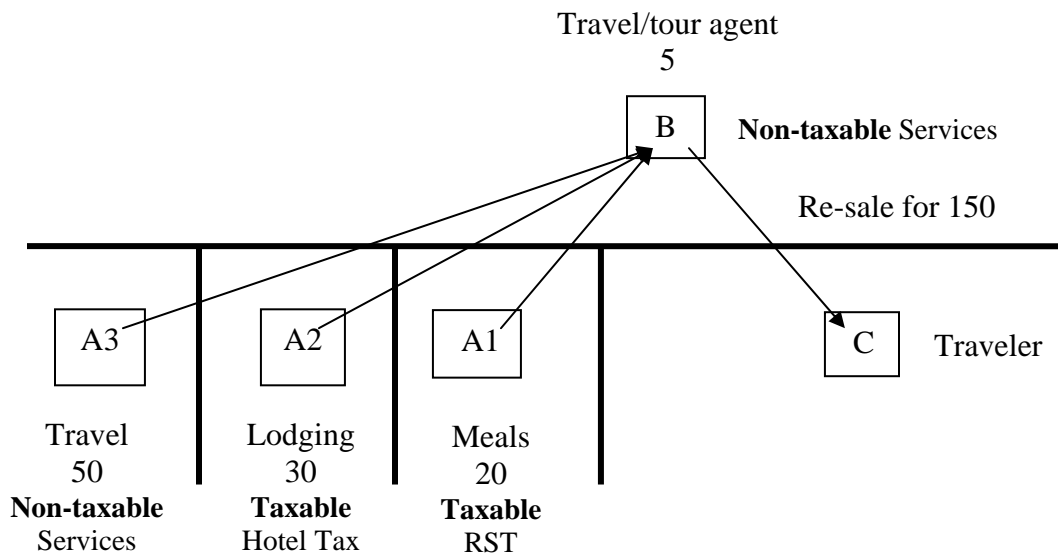 Travel/tour agent
5
B
Non-taxable Services
Re-sale for 150
A3
A2
A1
C
Traveler
Travel
50
Non-taxable
Services
Lodging
30
Taxable
Hotel Tax
Meals
20
Taxable
RST